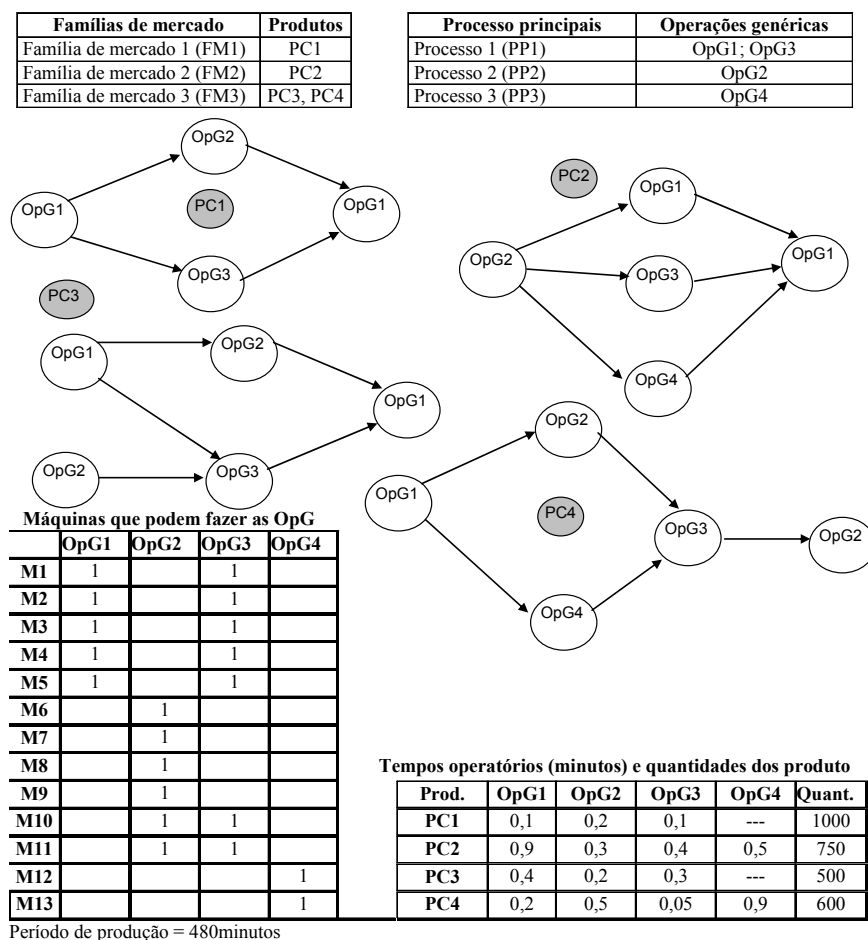 Famílias de mercado Produtos
Família de mercado 1 (FM1) PC1
Família de mercado 2 (FM2) PC2
Família de mercado 3 (FM3) PC3, PC4
Processo principais Operações genéricas
Processo 1 (PP1) OpG1; OpG3
Processo 2 (PP2) OpG2
Processo 3 (PP3) OpG4
OpG2
OpG1
PC1
OpG1
OpG3
PC2
OpG1
OpG2
OpG3
OpG1
OpG4
PC3
OpG1
OpG2
OpG1
OpG2
OpG3
OpG2
OpG1
PC4
OpG3
OpG2
OpG4
Máquinas que podem fazer as OpG
OpG1 OpG2 OpG3 OpG4
M1 1 1
M2 1 1
M3 1 1
M4 1 1
M5 1 1
M6 1
M7 1
M8 1
M9 1
M10 1 1
M11 1 1
M12 1
M13 1
Tempos operatórios (minutos) e quantidades dos produto
Prod. OpG1 OpG2 OpG3 OpG4 Quant.
PC1 0,1 0,2 0,1 --- 1000
PC2 0,9 0,3 0,4 0,5 750
PC3 0,4 0,2 0,3 --- 500
PC4 0,2 0,5 0,05 0,9 600
Período de produção = 480minutos